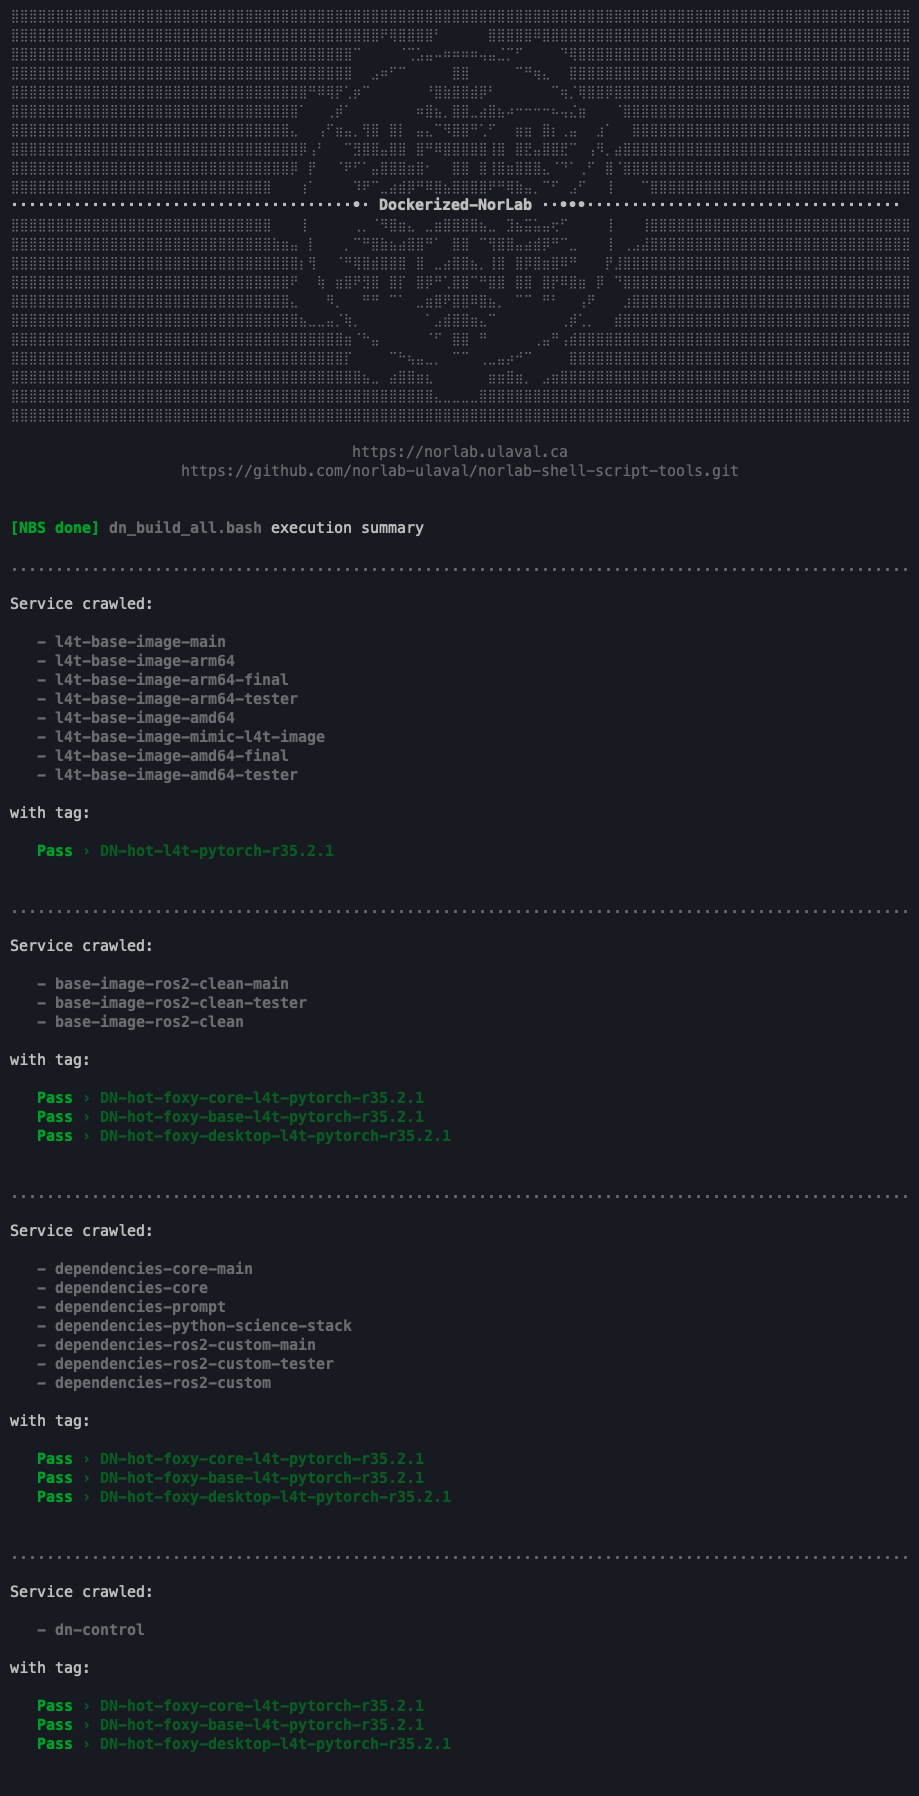 Dockerized-NorLab
https://norlab.ulaval.ca
https://github.com/norlab-ulaval/norlab-shell-script-tools.git
[NBS done] dn_build_all.bash execution summary
Service crawled:
- l4t-base-image-main
- l4t-base-image-arm64
- l4t-base-image-arm64-final
- l4t-base-image-arm64-tester
- l4t-base-image-amd64
- l4t-base-image-mimic-l4t-image
- l4t-base-image-amd64-final
- l4t-base-image-amd64-tester
with tag:
Pass › DN-hot-l4t-pytorch-r35.2.1
Service crawled:
- base-image-ros2-clean-main
- base-image-ros2-clean-tester
- base-image-ros2-clean
with tag:
Pass › DN-hot-foxy-core-l4t-pytorch-r35.2.1
Pass › DN-hot-foxy-base-l4t-pytorch-r35.2.1
Pass › DN-hot-foxy-desktop-l4t-pytorch-r35.2.1
Service crawled:
- dependencies-core-main
- dependencies-core
- dependencies-prompt
- dependencies-python-science-stack
- dependencies-ros2-custom-main
- dependencies-ros2-custom-tester
- dependencies-ros2-custom
with tag:
Pass › DN-hot-foxy-core-l4t-pytorch-r35.2.1
Pass › DN-hot-foxy-base-l4t-pytorch-r35.2.1
Pass › DN-hot-foxy-desktop-l4t-pytorch-r35.2.1
Service crawled:
- dn-control
with tag:
Pass › DN-hot-foxy-core-l4t-pytorch-r35.2.1
Pass › DN-hot-foxy-base-l4t-pytorch-r35.2.1
Pass › DN-hot-foxy-desktop-l4t-pytorch-r35.2.1